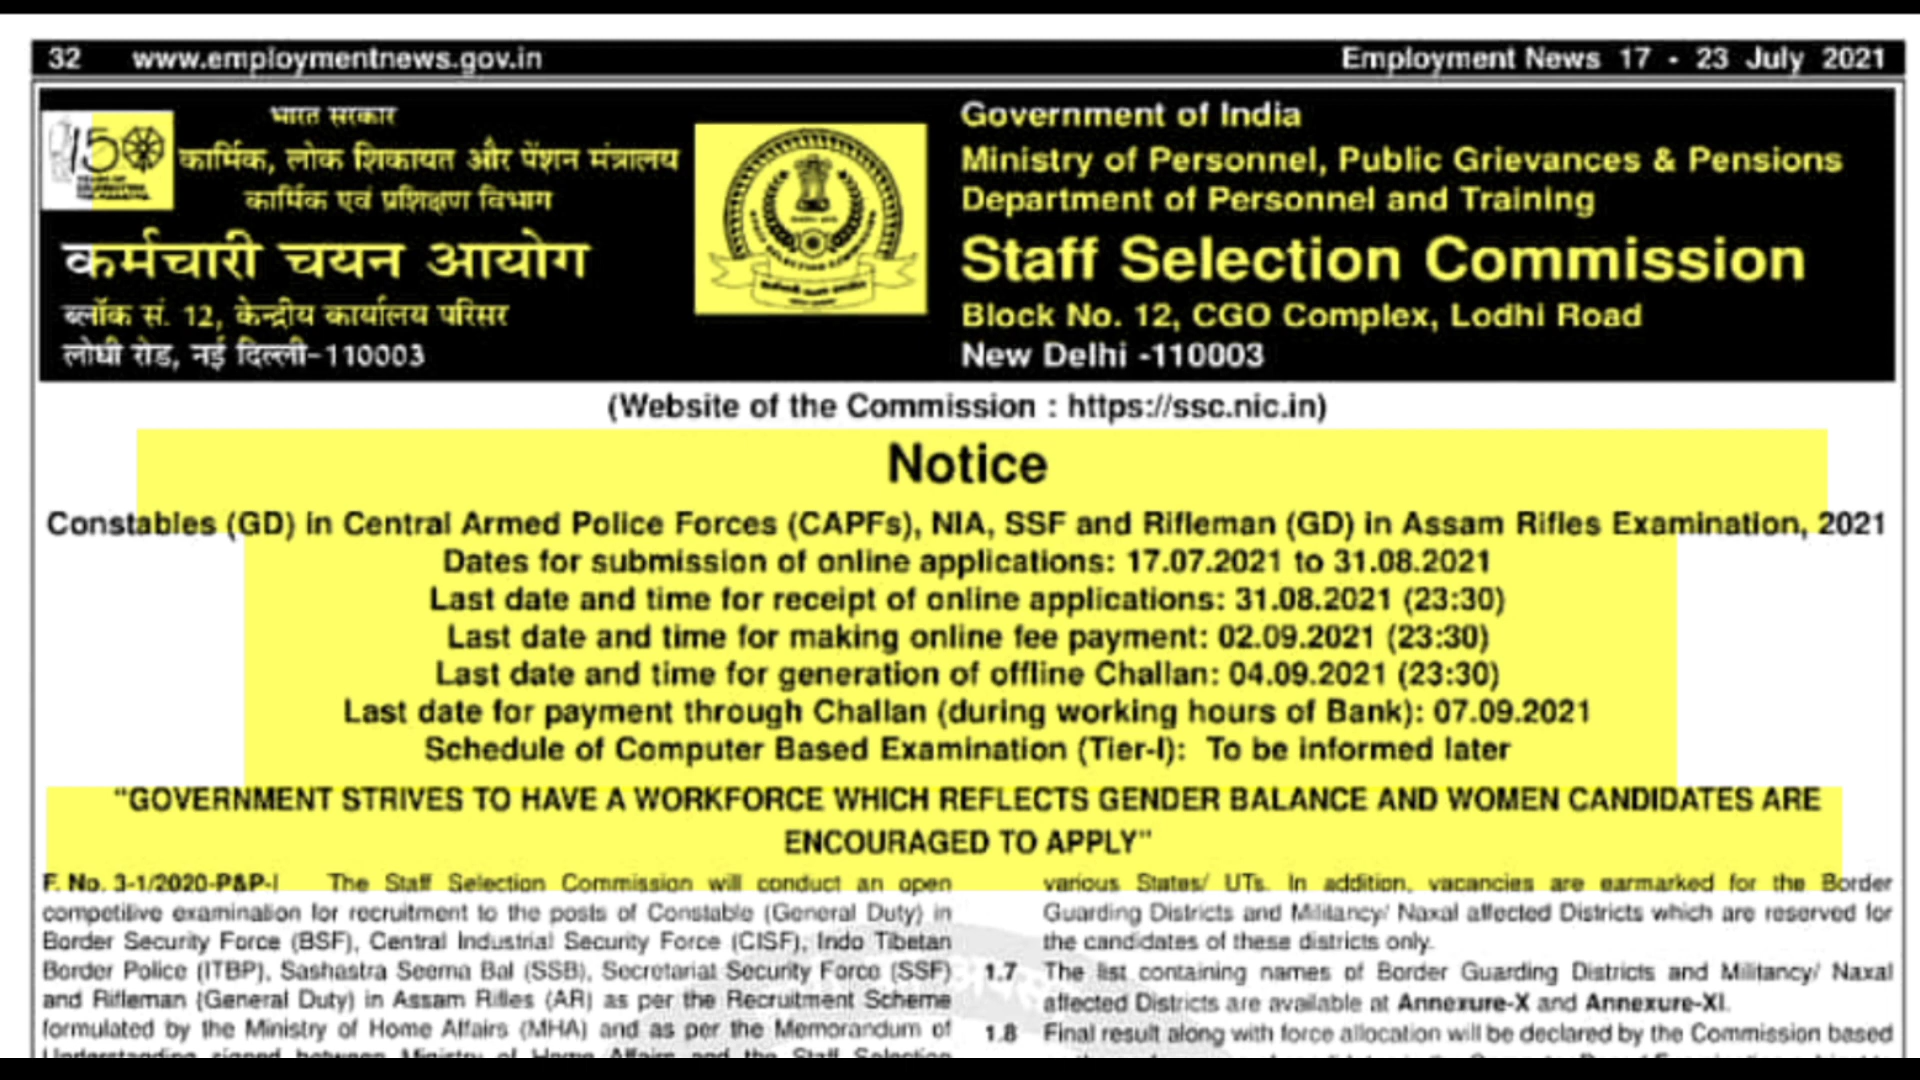 32 www.employmentnews.gov.in Employment News 17 - 23 July 2021
भारत सरकार
कार्मिक, लोक शिकायत और पेंशन मंत्रालय
कार्मिक एवं प्रशिक्षण विभाग
कर्मचारी चयन आयोग
ब्लॉक सं. 12, केन्द्रीय कार्यालय परिसर
लोधी रोड, नई दिल्ली-110003
150
Government of India
Ministry of Personnel, Public Grievances & Pensions
Department of Personnel and Training
Staff Selection Commission
Block No. 12, CGO Complex, Lodhi Road
New Delhi -110003
(Website of the Commission : https://ssc.nic.in)
Notice
Constables (GD) in Central Armed Police Forces (CAPFs), NIA, SSF and Rifleman (GD) in Assam Rifles Examination, 2021
Dates for submission of online applications: 17.07.2021 to 31.08.2021
Last date and time for receipt of online applications: 31.08.2021 (23:30)
Last date and time for making online fee payment: 02.09.2021 (23:30)
Last date and time for generation of offline Challan: 04.09.2021 (23:30)
Last date for payment through Challan (during working hours of Bank): 07.09.2021
Schedule of Computer Based Examination (Tier-I): To be informed later
"GOVERNMENT STRIVES TO HAVE A WORKFORCE WHICH REFLECTS GENDER BALANCE AND WOMEN CANDIDATES ARE
ENCOURAGED TO APPLY"
F. No. 3-1/2020-P&P-I The Staff Selection Commission will conduct an open
competitive examination for recruitment to the posts of Constable (General Duty) in
Border Security Force (BSF), Central Industrial Security Force (CISF), Indo Tibetan
Border Police (ITBP), Sashastra Seema Bal (SSB), Secretariat Security Force (SSF)
and Rifleman (General Duty) in Assam Rifles (AR) as per the Recruitment Scheme
formulated by the Ministry of Home Affairs (MHA) and as per the Memorandum of
Understanding signed between Ministry of Home Affairs and the Staff Selection
various States/ UTs. In addition, vacancies are earmarked for the Border
Guarding Districts and Militancy/ Naxal affected Districts which are reserved for
the candidates of these districts only.
1.7 The list containing names of Border Guarding Districts and Militancy/ Naxal
affected Districts are available at Annexure-X and Annexure-XI.
1.8 Final result along with force allocation will be declared by the Commission based